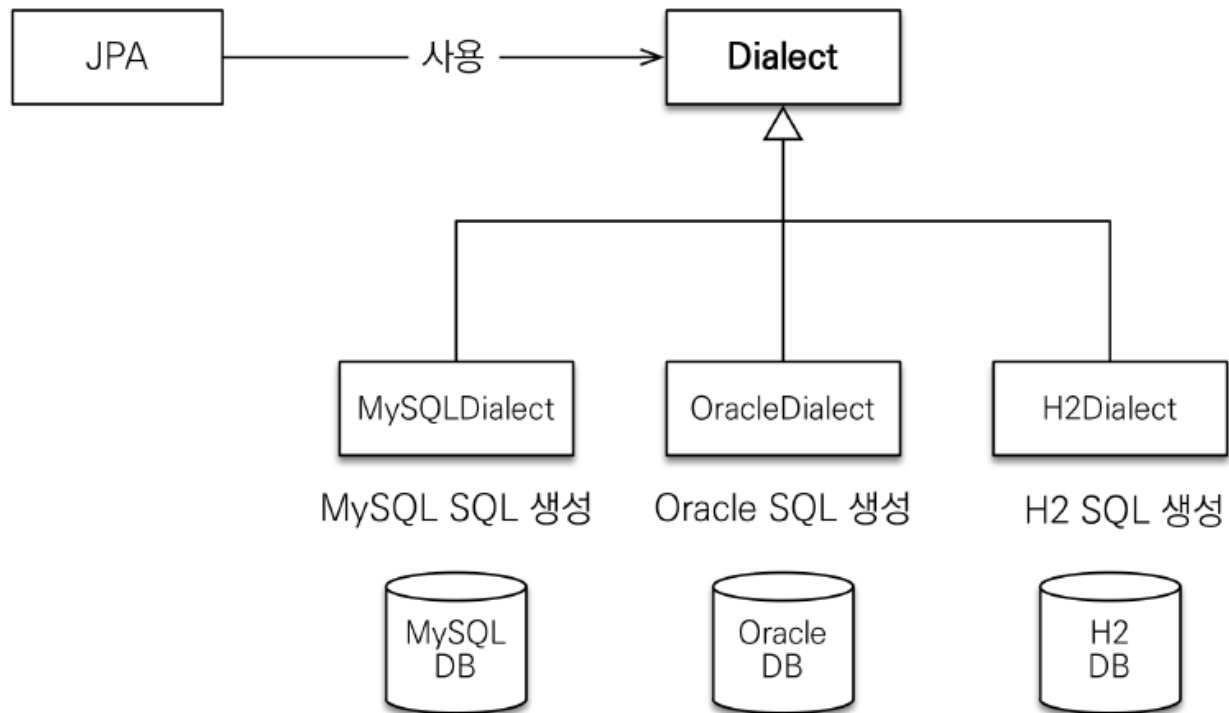 JPA
사용
Dialect
MySQLDialect
OracleDialect
H2Dialect
MySQL SQL 생성
Oracle SQL 생성
H2 SQL 생성
MySQL
DB
Oracle
DB
H2
DB